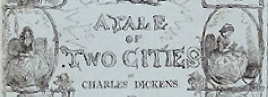 A TALE
OF
TWO CITIES
BY
CHARLES DICKENS.